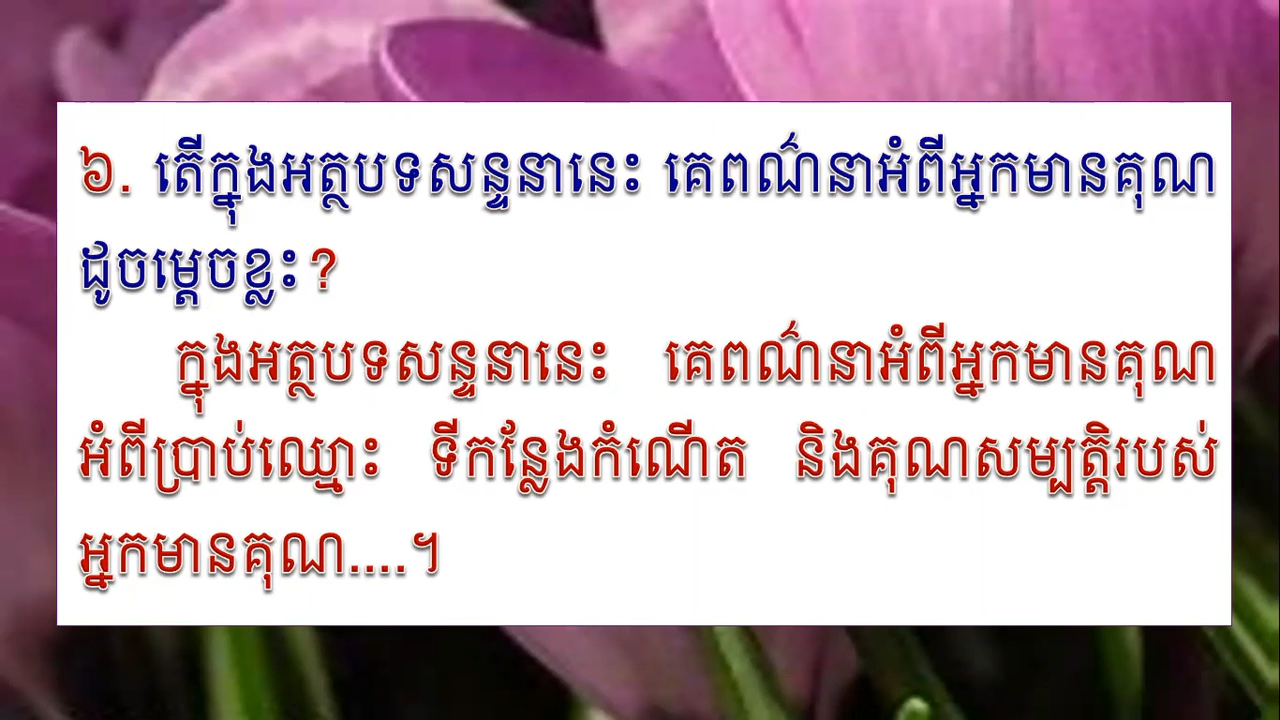 ៦. តើក្នុងអត្ថបទសន្ទនានេះ គេពណ៌នាអំពីអ្នកមានគុណ
ដូចម្ដេចខ្លះ?
ក្នុងអត្ថបទសន្ទនានេះ គេពណ៌នាអំពីអ្នកមានគុណ
អំពីប្រាប់ឈ្មោះ ទីកន្លែងកំណើត និងគុណសម្បត្តិរបស់
អ្នកមានគុណ....។